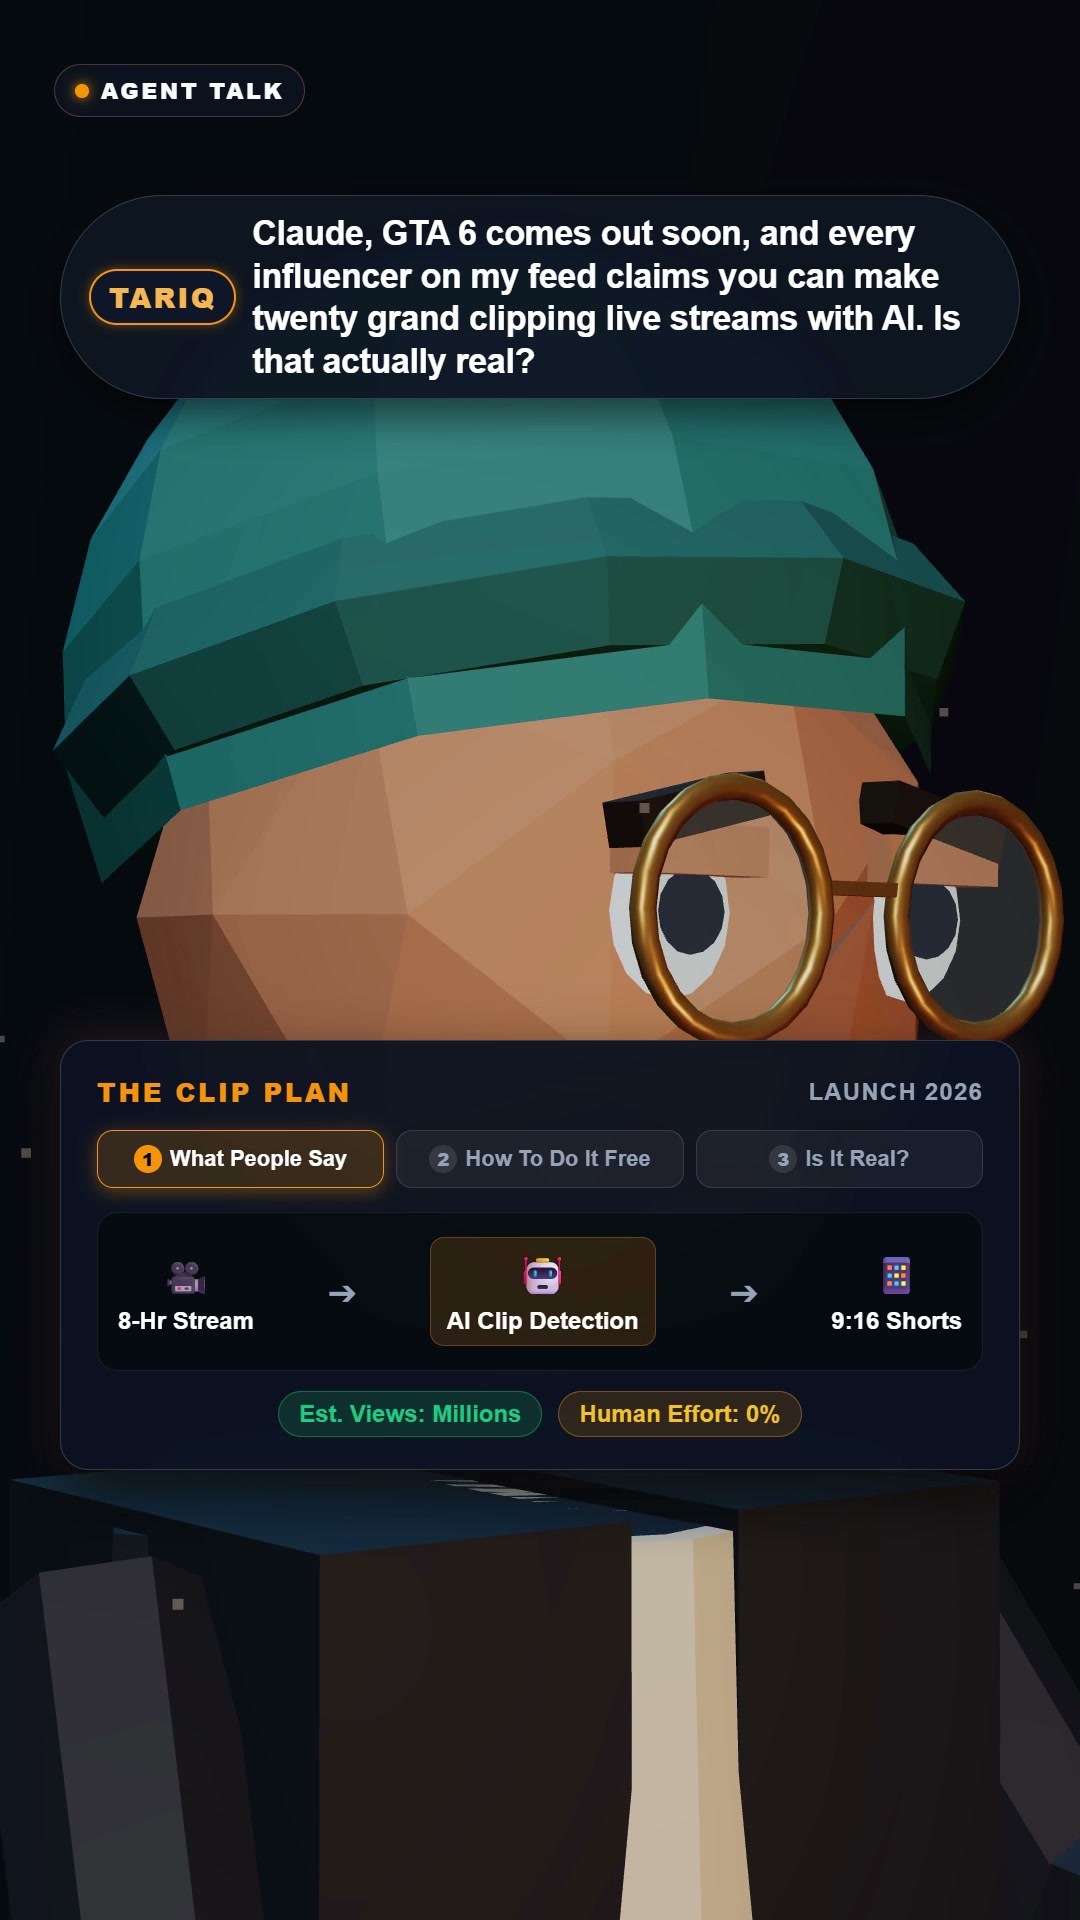 AGENT TALK
TARIQ
Claude, GTA 6 comes out soon, and every
influencer on my feed claims you can make
twenty grand clipping live streams with AI. Is
that actually real?
THE CLIP PLAN
LAUNCH 2026
1 What People Say
2 How To Do It Free
3 Is It Real?
8-Hr Stream
AI Clip Detection
9:16 Shorts
Est. Views: Millions
Human Effort: 0%